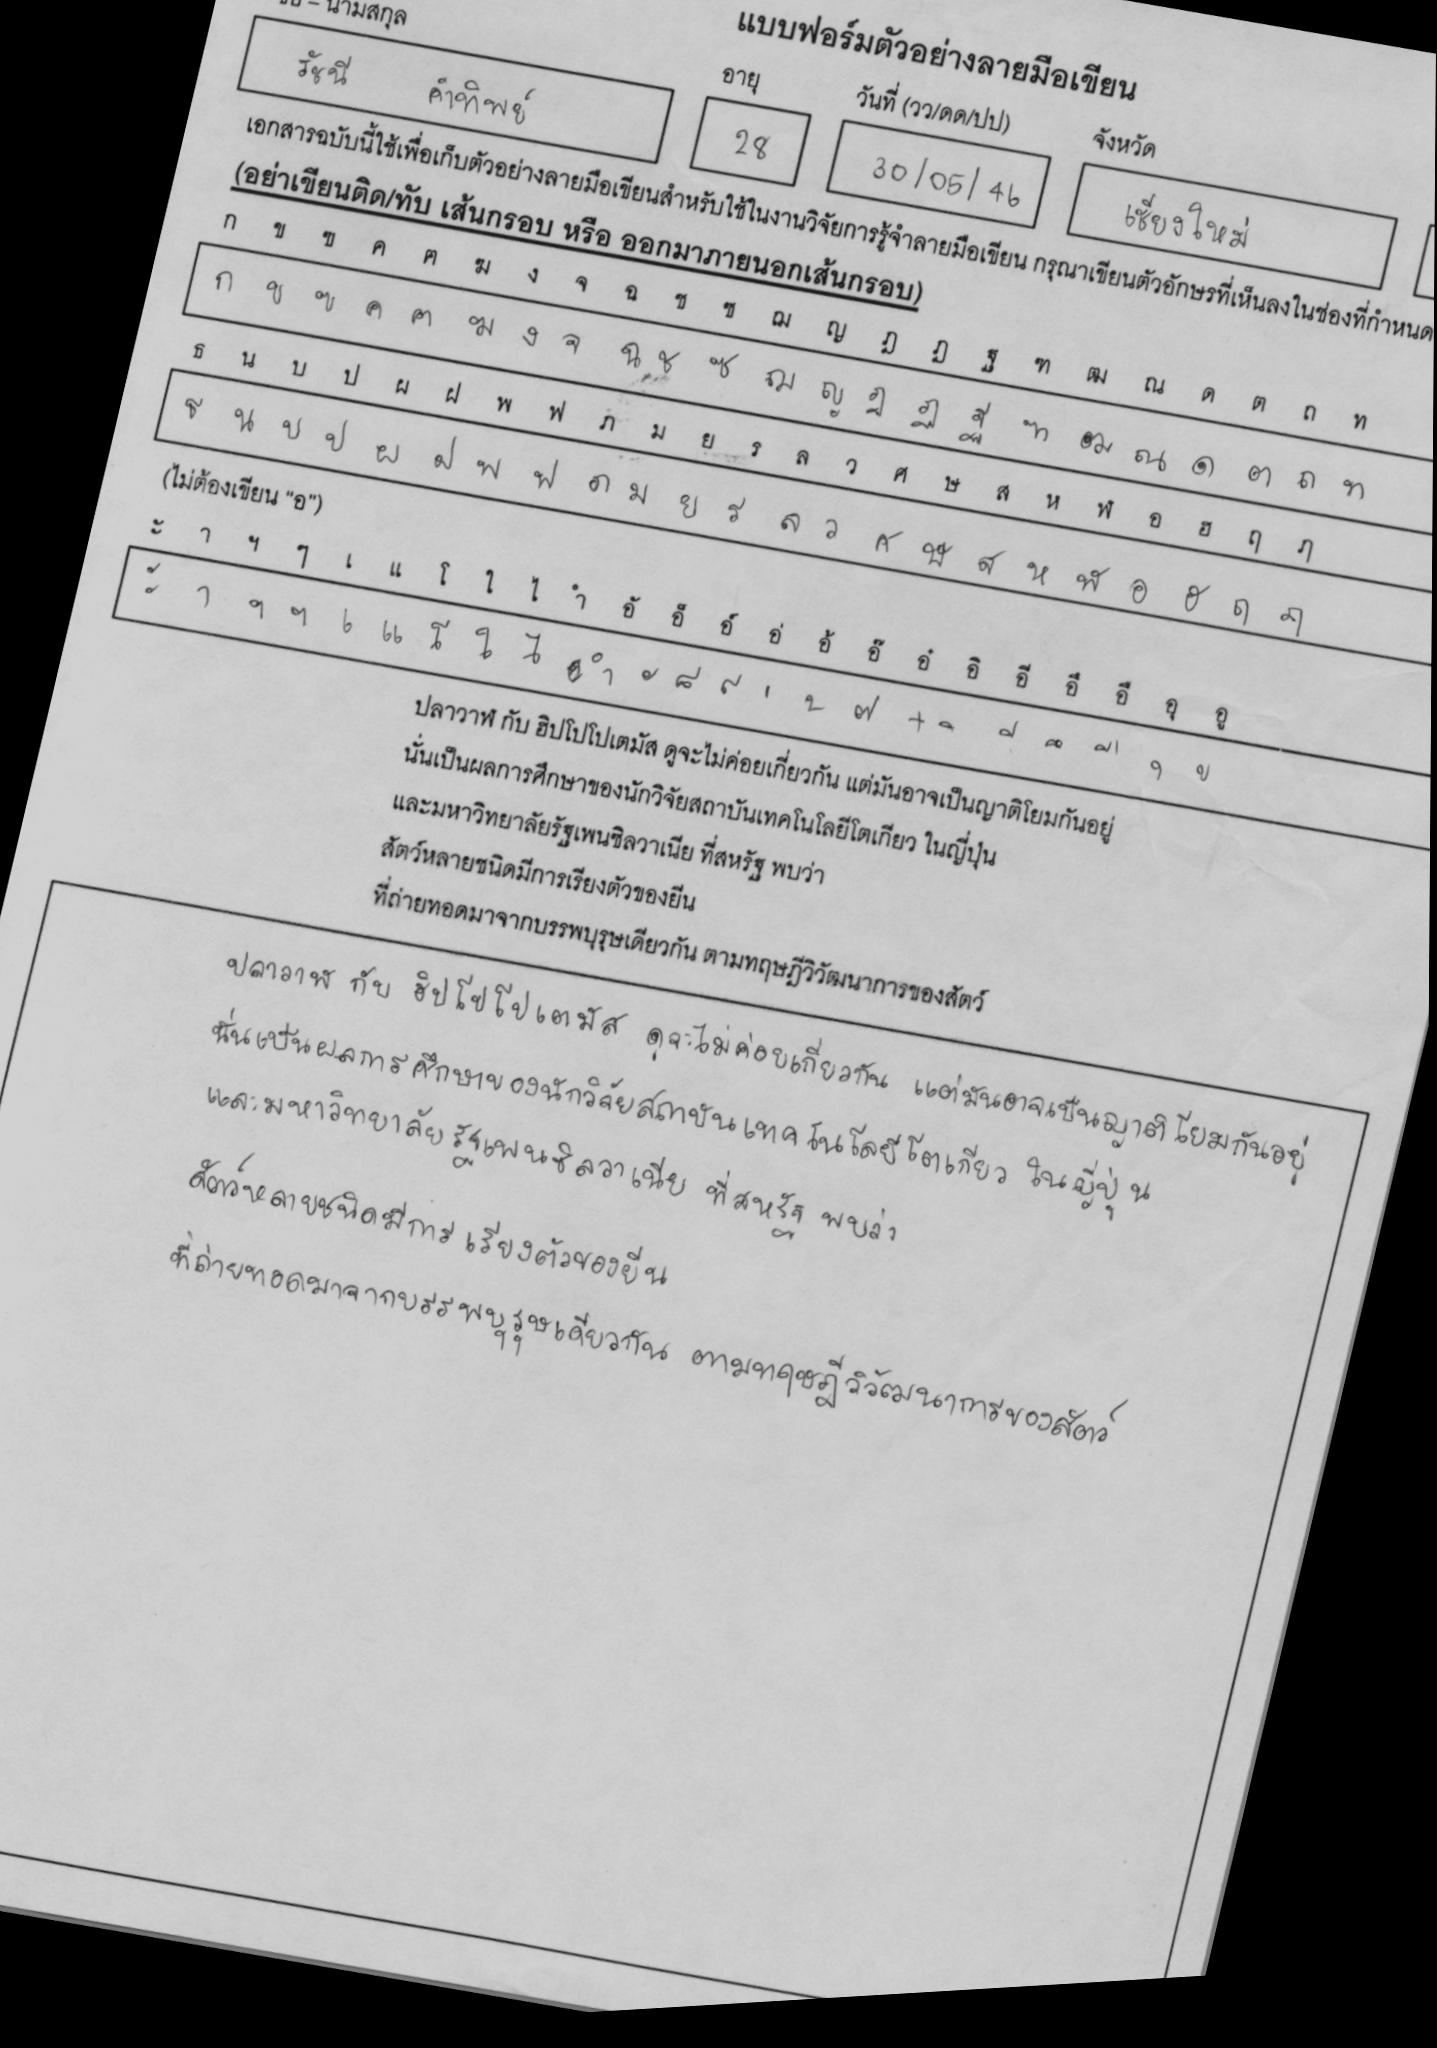 แบบฟอร์มตัวอย่างลายมือเขียน
ชื่อ – นามสกุล อายุ วันที่ (วว/ดด/ปป) จังหวัด
รัชนี คำทิพย์ 28 30/05/46 เชียงใหม่
เอกสารฉบับนี้ใช้เพื่อเก็บตัวอย่างลายมือเขียนสำหรับใช้ในงานวิจัยการรู้จำลายมือเขียน กรุณาเขียนตัวอักษรที่เห็นลงในช่องที่กำหนด
(อย่าเขียนติด/ทับ เส้นกรอบ หรือ ออกมาภายนอกเส้นกรอบ)
ก ข ฃ ค ฅ ฆ ง จ ฉ ช ซ ฌ ญ ฎ ฏ ฐ ฑ ฒ ณ ด ต ถ ท
ก ข ฃ ค ฅ ฆ ง จ ฉ ช ซ ฌ ญ ฎ ฏ ฐ ฑ ฒ ณ ด ต ถ ท
ธ น บ ป ผ ฝ พ ฟ ภ ม ย ร ล ว ศ ษ ส ห ฬ อ ฮ ฤ ฦ
ธ น บ ป ผ ฝ พ ฟ ภ ม ย ร ล ว ศ ษ ส ห ฬ อ ฮ ฤ ฦ
(ไม่ต้องเขียน "อ")
ะ า ฯ ๆ เ แ โ ใ ไ ำ อั อ็ อ์ อ่ อ้ อ๊ อ๋ อิ อี อึ อื อุ อู
ะ า ฯ ๆ เ แ โ ใ ไ ำ ั ็ ์ ่ ้ ๊ ๋ ิ ี ึ ื ุ ู
ปลาวาฬ กับ ฮิปโปโปเตมัส ดูจะไม่ค่อยเกี่ยวกัน แต่มันอาจเป็นญาติโยมกันอยู่
นั่นเป็นผลการศึกษาของนักวิจัยสถาบันเทคโนโลยีโตเกียว ในญี่ปุ่น
และมหาวิทยาลัยรัฐเพนซิลวาเนีย ที่สหรัฐ พบว่า
สัตว์หลายชนิดมีการเรียงตัวของยีน
ที่ถ่ายทอดมาจากบรรพบุรุษเดียวกัน ตามทฤษฎีวิวัฒนาการของสัตว์
ปลาวาฬ กับ ฮิปโปโปเตมัส ดูจะไม่ค่อยเกี่ยวกัน แต่มันอาจเป็นญาติโยมกันอยู่
นั่นเป็นผลการศึกษาของนักวิจัยสถาบันเทคโนโลยีโตเกียว ในญี่ปุ่น
และมหาวิทยาลัยรัฐเพนซิลวาเนีย ที่สหรัฐ พบว่า
สัตว์หลายชนิดมีการเรียงตัวของยีน
ที่ถ่ายทอดมาจากบรรพบุรุษเดียวกัน ตามทฤษฎีวิวัฒนาการของสัตว์